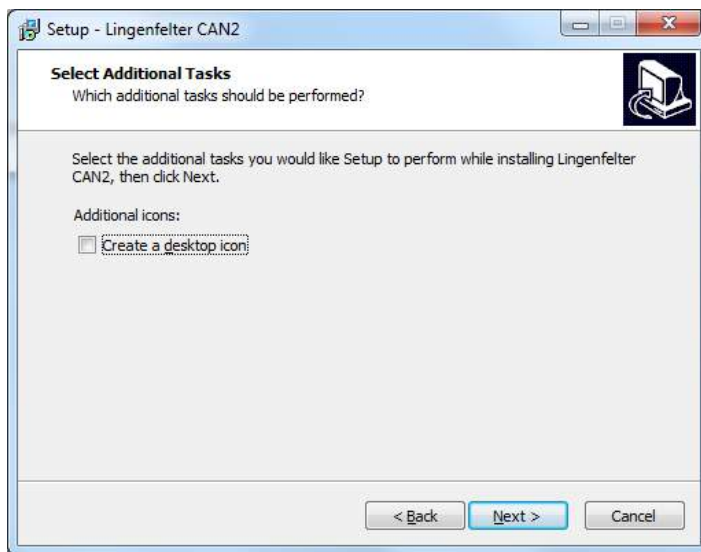 Setup - Lingenfelter CAN2
Select Additional Tasks
Which additional tasks should be performed?
Select the additional tasks you would like Setup to perform while installing Lingenfelter
CAN2, then click Next.
Additional icons:
Create a desktop icon
< Back
Next >
Cancel